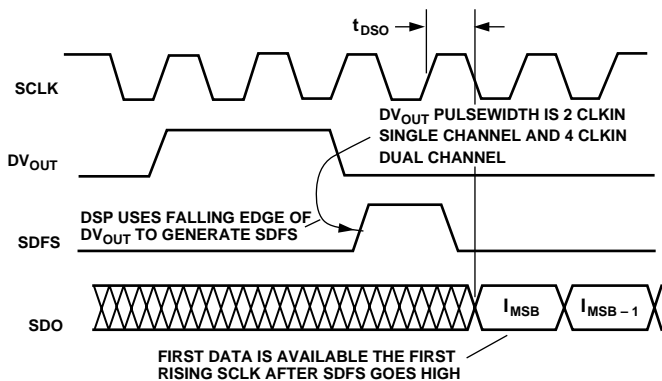 tDSO
SCLK
DVOUT PULSEWIDTH IS 2 CLKIN
SINGLE CHANNEL AND 4 CLKIN
DUAL CHANNEL
DVOUT
DSP USES FALLING EDGE OF
DVOUT TO GENERATE SDFS
SDFS
SDO
IMSB
IMSB – 1
FIRST DATA IS AVAILABLE THE FIRST
RISING SCLK AFTER SDFS GOES HIGH